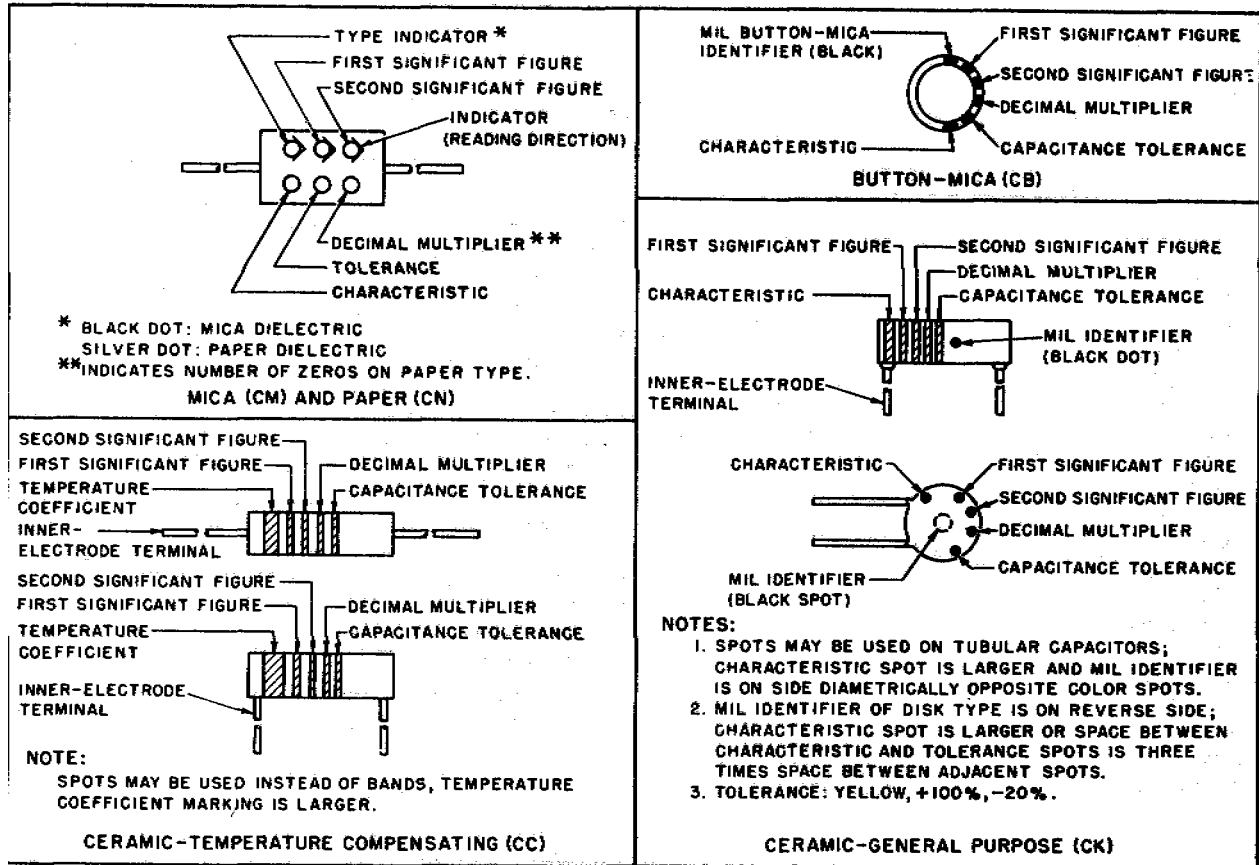 TYPE INDICATOR *
FIRST SIGNIFICANT FIGURE
SECOND SIGNIFICANT FIGURE
INDICATOR
(READING DIRECTION)
DECIMAL MULTIPLIER **
TOLERANCE
CHARACTERISTIC
* BLACK DOT: MICA DIELECTRIC
SILVER DOT: PAPER DIELECTRIC
**INDICATES NUMBER OF ZEROS ON PAPER TYPE.
MICA (CM) AND PAPER (CN)
SECOND SIGNIFICANT FIGURE
FIRST SIGNIFICANT FIGURE
DECIMAL MULTIPLIER
TEMPERATURE
COEFFICIENT
CAPACITANCE TOLERANCE
INNER-
ELECTRODE TERMINAL
SECOND SIGNIFICANT FIGURE
FIRST SIGNIFICANT FIGURE
DECIMAL MULTIPLIER
TEMPERATURE
COEFFICIENT
CAPACITANCE TOLERANCE
INNER-ELECTRODE
TERMINAL
NOTE:
SPOTS MAY BE USED INSTEAD OF BANDS, TEMPERATURE
COEFFICIENT MARKING IS LARGER.
CERAMIC-TEMPERATURE COMPENSATING (CC)
MIL BUTTON-MICA
IDENTIFIER (BLACK)
FIRST SIGNIFICANT FIGURE
SECOND SIGNIFICANT FIGURE
DECIMAL MULTIPLIER
CHARACTERISTIC
CAPACITANCE TOLERANCE
BUTTON-MICA (CB)
FIRST SIGNIFICANT FIGURE
SECOND SIGNIFICANT FIGURE
DECIMAL MULTIPLIER
CHARACTERISTIC
CAPACITANCE TOLERANCE
MIL IDENTIFIER
(BLACK DOT)
INNER-ELECTRODE
TERMINAL
CHARACTERISTIC
FIRST SIGNIFICANT FIGURE
SECOND SIGNIFICANT FIGURE
DECIMAL MULTIPLIER
CAPACITANCE TOLERANCE
MIL IDENTIFIER
(BLACK SPOT)
NOTES:
1. SPOTS MAY BE USED ON TUBULAR CAPACITORS;
CHARACTERISTIC SPOT IS LARGER AND MIL IDENTIFIER
IS ON SIDE DIAMETRICALLY OPPOSITE COLOR SPOTS.
2. MIL IDENTIFIER OF DISK TYPE IS ON REVERSE SIDE;
CHARACTERISTIC SPOT IS LARGER OR SPACE BETWEEN
CHARACTERISTIC AND TOLERANCE SPOTS IS THREE
TIMES SPACE BETWEEN ADJACENT SPOTS.
3. TOLERANCE: YELLOW, +100%, -20%.
CERAMIC-GENERAL PURPOSE (CK)